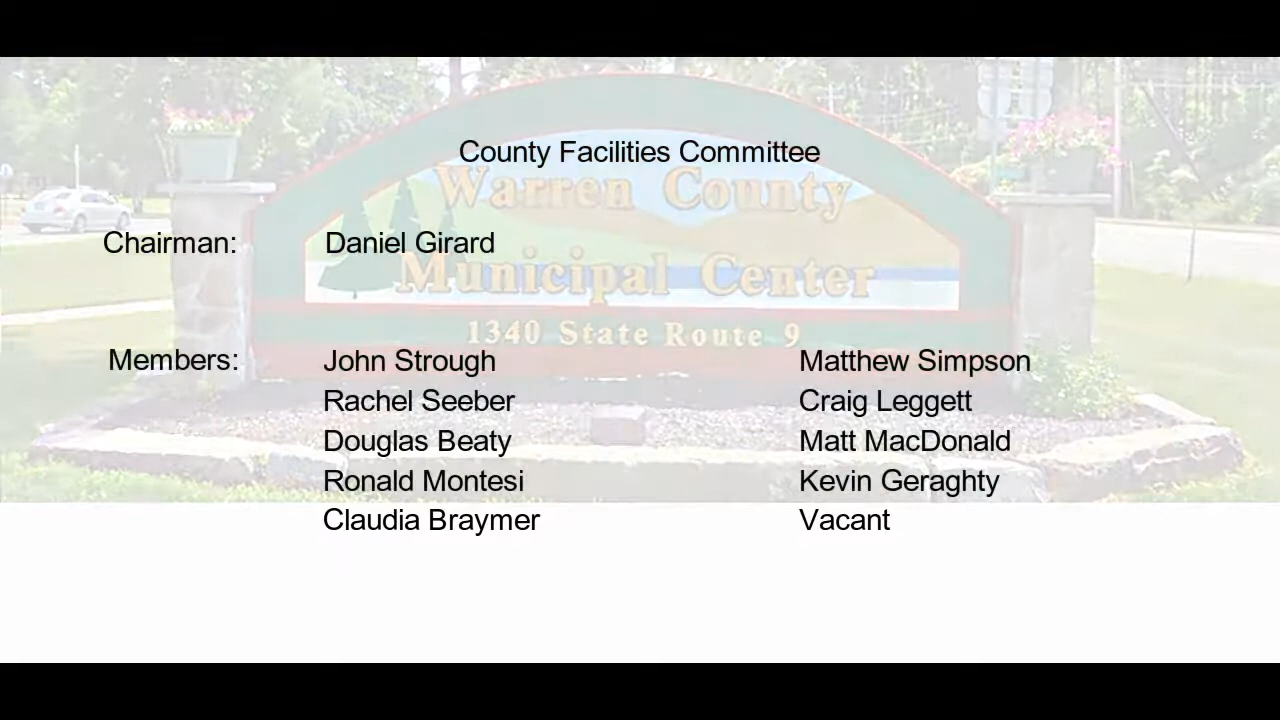 County Facilities Committee
Warren County
Chairman: Daniel Girard
Municipal Center
1340 State Route 9
Members: John Strough Matthew Simpson
Rachel Seeber Craig Leggett
Douglas Beaty Matt MacDonald
Ronald Montesi Kevin Geraghty
Claudia Braymer Vacant